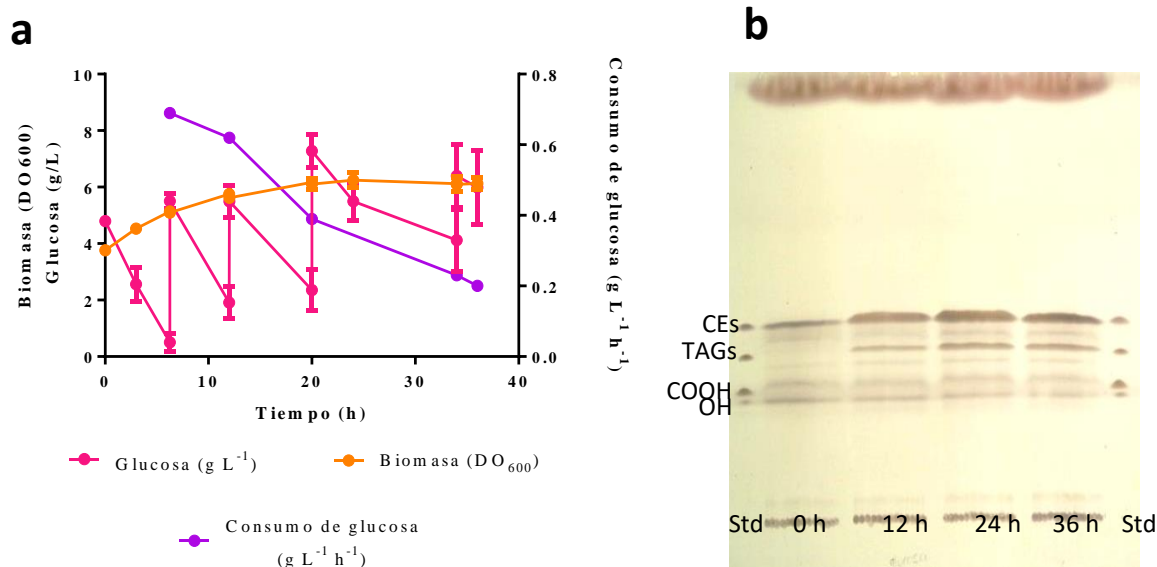 a
b
10
8
6
4
2
0
0.8
0.6
0.4
0.2
0.0
0
10
20
30
40
Biomasa (DO600)
Glucosa (g/L)
Consumo de glucosa (g L-1 h-1)
Tiempo (h)
Glucosa (g L-1)
Biomasa (DO600)
Consumo de glucosa
(g L-1 h-1)
CEs
TAGs
COOH
OH
Std 0 h 12 h 24 h 36 h Std